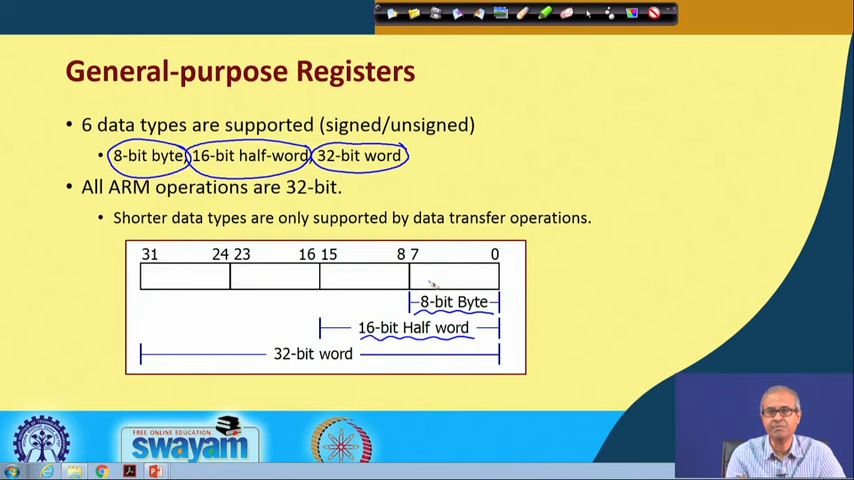 General-purpose Registers
• 6 data types are supported (signed/unsigned)
• 8-bit byte, 16-bit half-word, 32-bit word
• All ARM operations are 32-bit.
• Shorter data types are only supported by data transfer operations.
31 24 23 16 15 8 7 0
8-bit Byte
16-bit Half word
32-bit word
FREE ONLINE EDUCATION
swayam